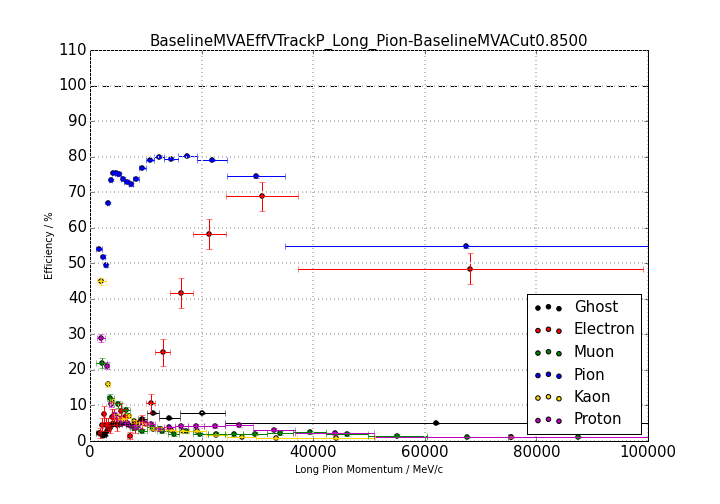 BaselineMVAEffVTrackP_Long_Pion-BaselineMVACut0.8500
110
100
90
80
70
60
50
40
30
20
10
0
Efficiency / %
0 20000 40000 60000 80000 100000
Long Pion Momentum / MeV/c
Ghost
Electron
Muon
Pion
Kaon
Proton